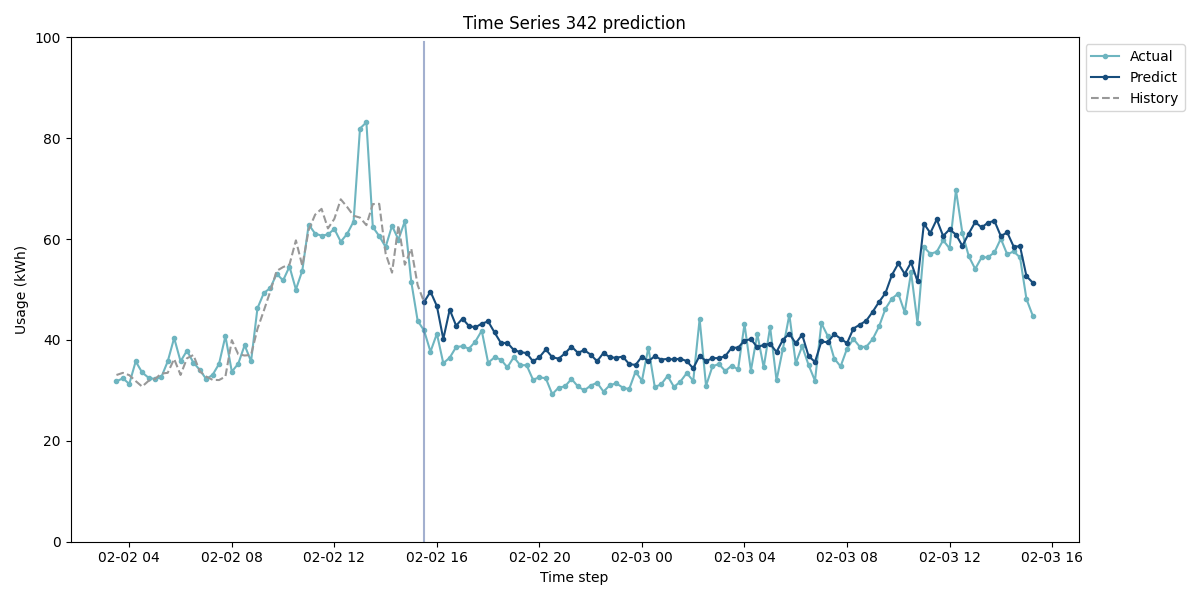 Time Series 342 prediction
100
80
60
40
20
0
Usage (kWh)
02-02 04
02-02 08
02-02 12
02-02 16
02-02 20
02-03 00
02-03 04
02-03 08
02-03 12
02-03 16
Time step
Actual
Predict
History